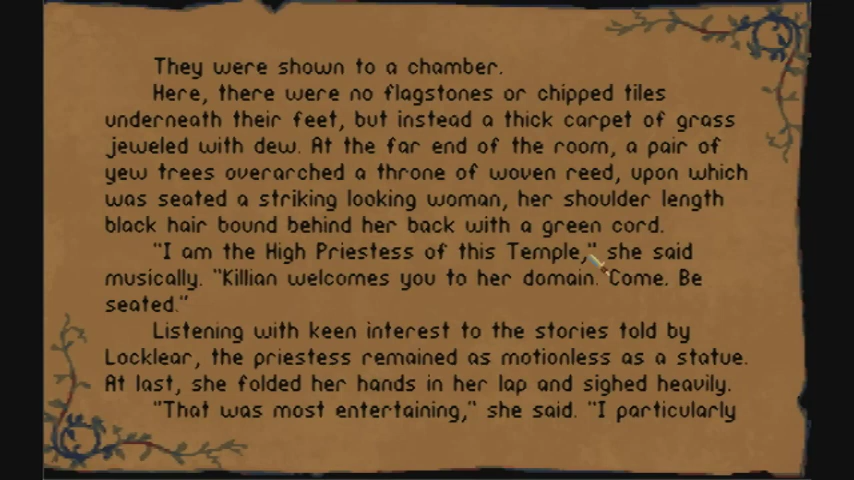 They were shown to a chamber.
Here, there were no flagstones or chipped tiles
underneath their feet, but instead a thick carpet of grass
jeweled with dew. At the far end of the room, a pair of
yew trees overarched a throne of woven reed, upon which
was seated a striking looking woman, her shoulder length
black hair bound behind her back with a green cord.
"I am the High Priestess of this Temple," she said
musically. "Killian welcomes you to her domain. Come. Be
seated."
Listening with keen interest to the stories told by
Locklear, the priestess remained as motionless as a statue.
At last, she folded her hands in her lap and sighed heavily.
"That was most entertaining," she said. "I particularly